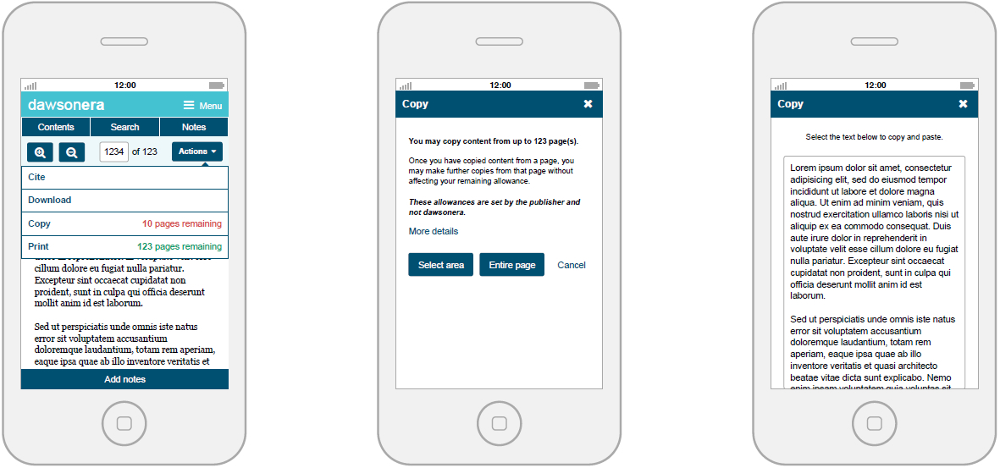 12:00
dawsonera
Menu
Contents Search Notes
1234 of 123 Actions
Cite
Download
Copy 10 pages remaining
Print 123 pages remaining
cillum dolore eu fugiat nulla pariatur.
Excepteur sint occaecat cupidatat non
proident, sunt in culpa qui officia deserunt
mollit anim id est laborum.
Sed ut perspiciatis unde omnis iste natus
error sit voluptatem accusantium
doloremque laudantium, totam rem aperiam,
eaque ipsa quae ab illo inventore veritatis et
Add notes
12:00
Copy
You may copy content from up to 123 page(s).
Once you have copied content from a page, you
may make further copies from that page without
affecting your remaining allowance.
These allowances are set by the publisher and
not dawsonera.
More details
Select area Entire page Cancel
12:00
Copy
Select the text below to copy and paste.
Lorem ipsum dolor sit amet, consectetur
adipisicing elit, sed do eiusmod tempor
incididunt ut labore et dolore magna
aliqua. Ut enim ad minim veniam, quis
nostrud exercitation ullamco laboris nisi ut
aliquip ex ea commodo consequat. Duis
aute irure dolor in reprehenderit in
voluptate velit esse cillum dolore eu fugiat
nulla pariatur. Excepteur sint occaecat
cupidatat non proident, sunt in culpa qui
officia deserunt mollit anim id est
laborum.
Sed ut perspiciatis unde omnis iste natus
error sit voluptatem accusantium
doloremque laudantium, totam rem
aperiam, eaque ipsa quae ab illo
inventore veritatis et quasi architecto
beatae vitae dicta sunt explicabo. Nemo
enim ipsam voluptatem quia voluptas sit